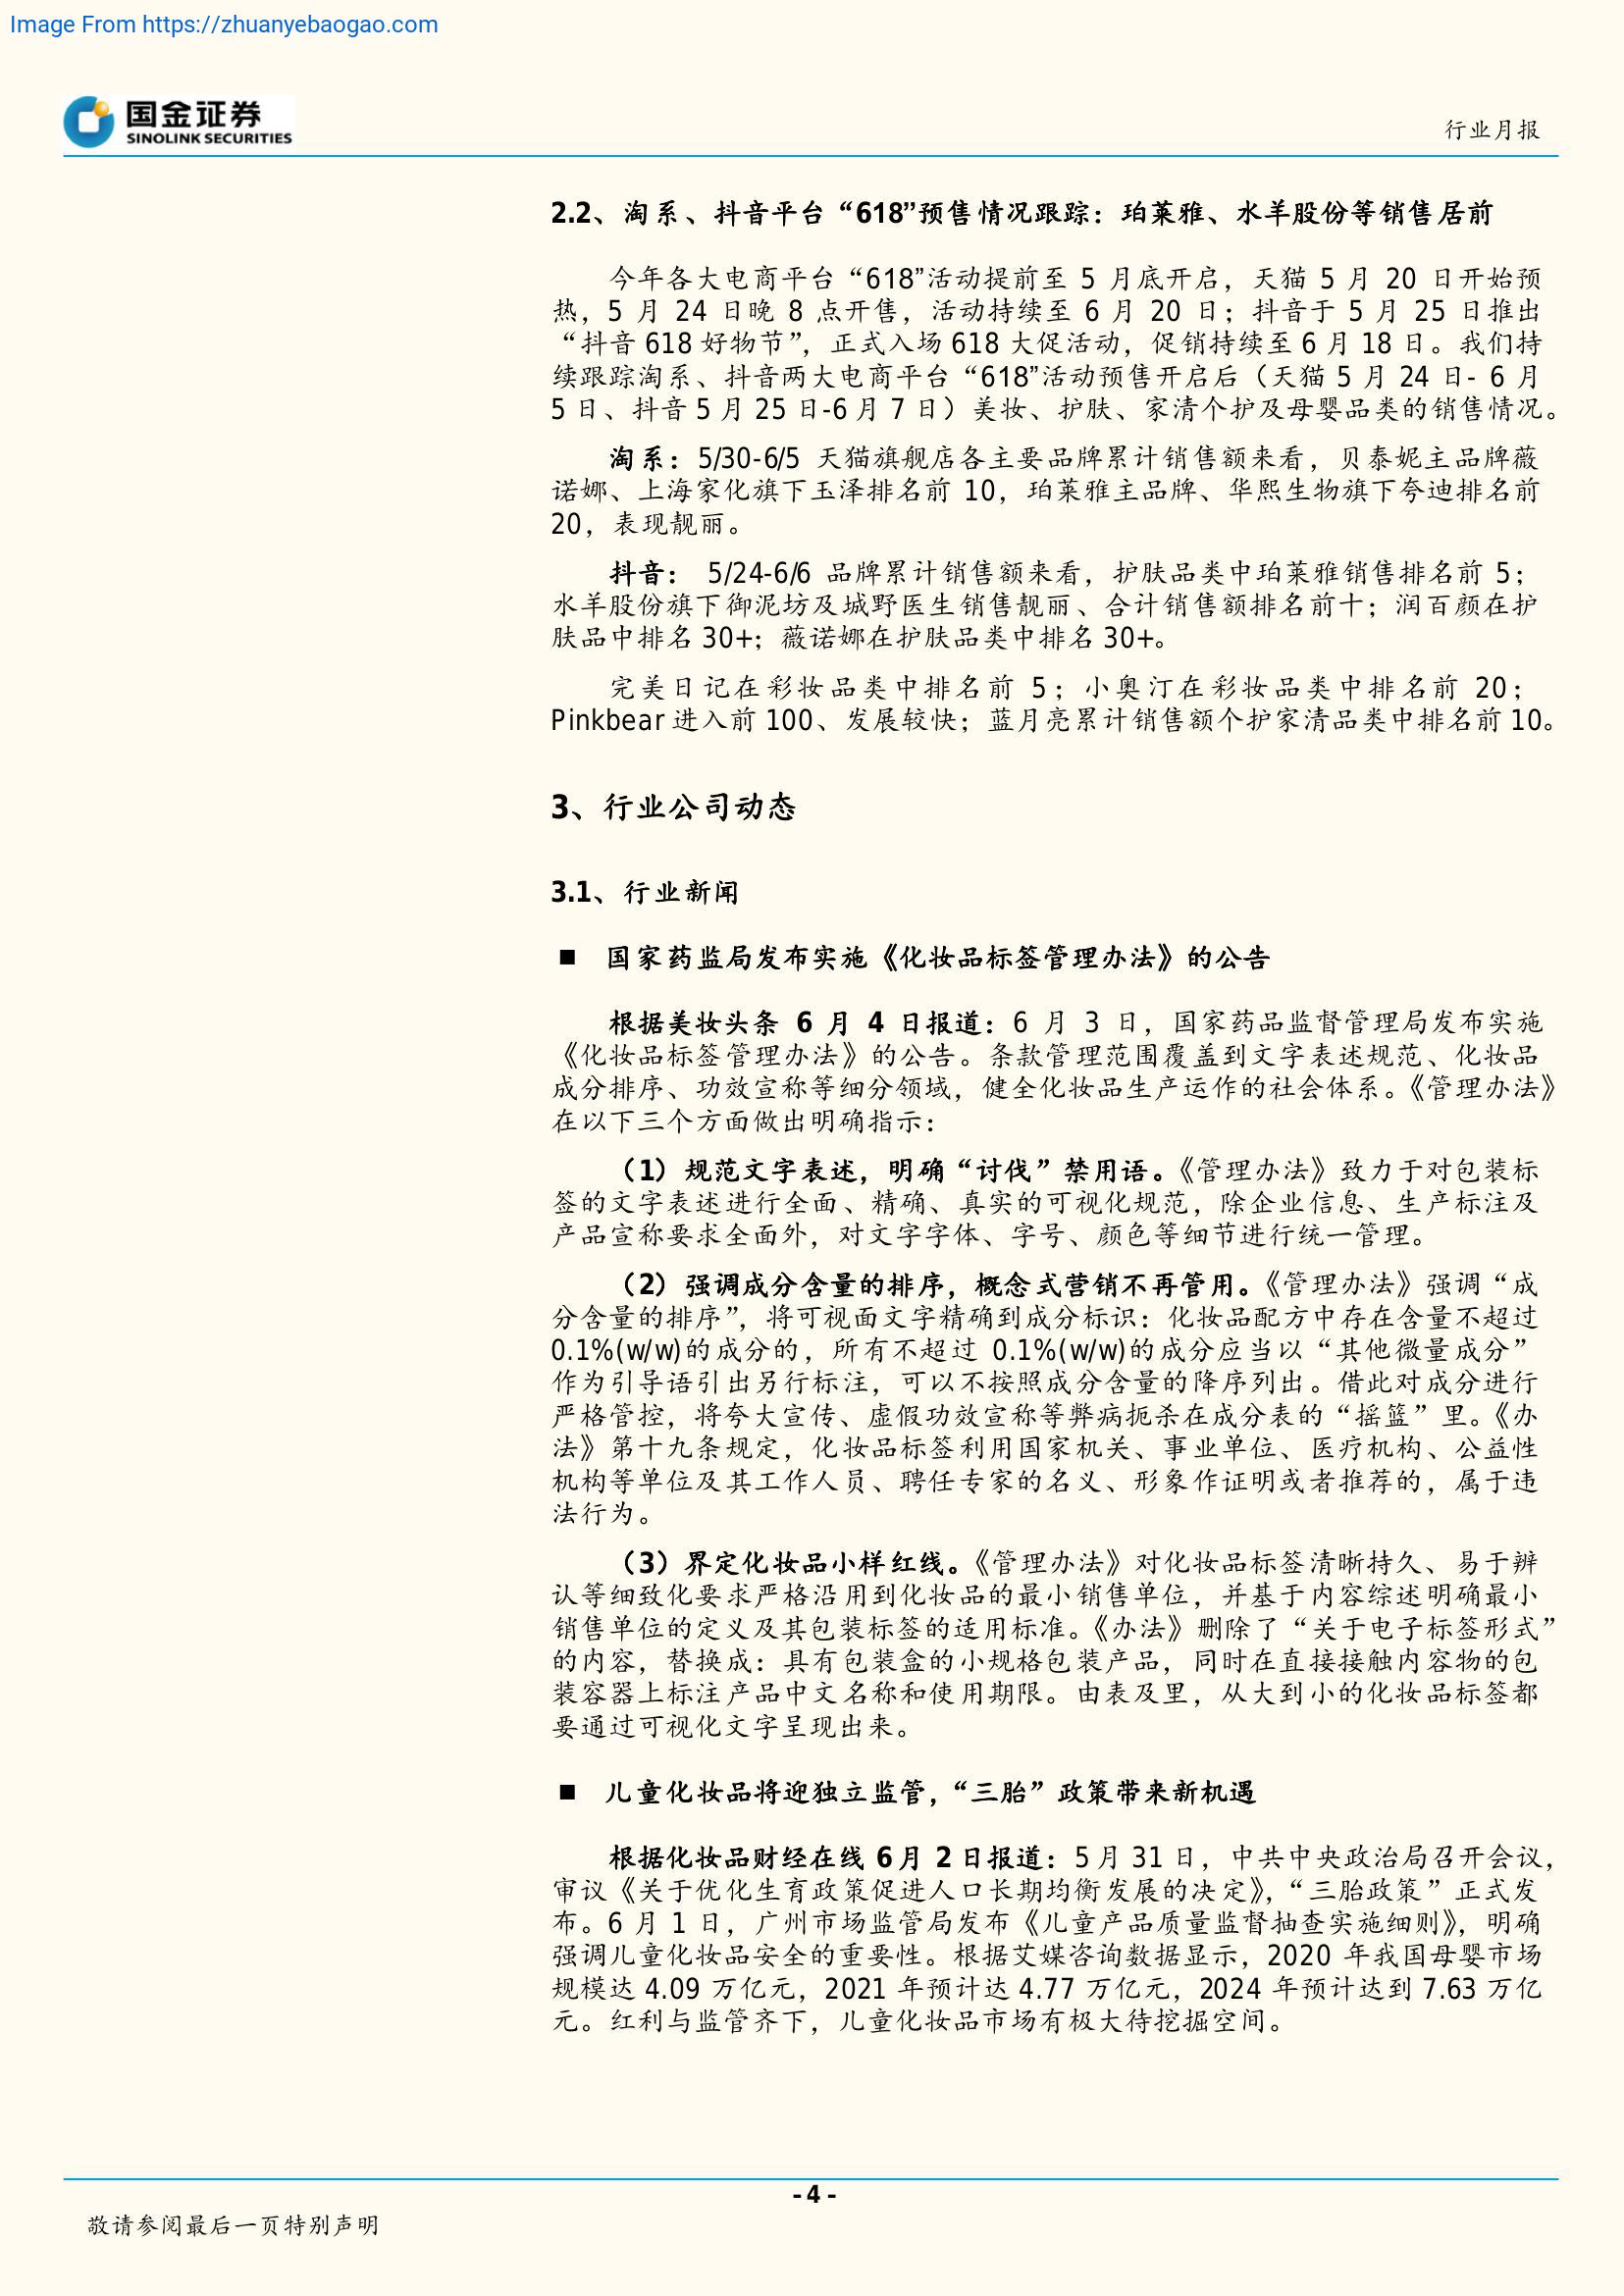 Image From https://zhuanyebaogao.com
国金证券
SINOLINK SECURITIES
行业月报
2.2、淘系、抖音平台“618”预售情况跟踪：珀莱雅、水羊股份等销售居前
今年各大电商平台“618”活动提前至 5 月底开启，天猫 5 月 20 日开始预
热，5 月 24 日晚 8 点开售，活动持续至 6 月 20 日；抖音于 5 月 25 日推出
“抖音 618 好物节”，正式入场 618 大促活动，促销持续至 6 月 18 日。我们持
续跟踪淘系、抖音两大电商平台“618”活动预售开启后（天猫 5 月 24 日- 6 月
5 日、抖音 5 月 25 日-6 月 7 日）美妆、护肤、家清个护及母婴品类的销售情况。
淘系：5/30-6/5 天猫旗舰店各主要品牌累计销售额来看，贝泰妮主品牌薇
诺娜、上海家化旗下玉泽排名前 10，珀莱雅主品牌、华熙生物旗下夸迪排名前
20，表现靓丽。
抖音： 5/24-6/6 品牌累计销售额来看，护肤品类中珀莱雅销售排名前 5；
水羊股份旗下御泥坊及城野医生销售靓丽、合计销售额排名前十；润百颜在护
肤品中排名 30+；薇诺娜在护肤品类中排名 30+。
完美日记在彩妆品类中排名前 5；小奥汀在彩妆品类中排名前 20；
Pinkbear 进入前 100、发展较快；蓝月亮累计销售额个护家清品类中排名前 10。
3、行业公司动态
3.1、行业新闻
■ 国家药监局发布实施《化妆品标签管理办法》的公告
根据美妆头条 6 月 4 日报道：6 月 3 日，国家药品监督管理局发布实施
《化妆品标签管理办法》的公告。条款管理范围覆盖到文字表述规范、化妆品
成分排序、功效宣称等细分领域，健全化妆品生产运作的社会体系。《管理办法》
在以下三个方面做出明确指示：
（1）规范文字表述，明确“讨伐”禁用语。《管理办法》致力于对包装标
签的文字表述进行全面、精确、真实的可视化规范，除企业信息、生产标注及
产品宣称要求全面外，对文字字体、字号、颜色等细节进行统一管理。
（2）强调成分含量的排序，概念式营销不再管用。《管理办法》强调“成
分含量的排序”，将可视面文字精确到成分标识：化妆品配方中存在含量不超过
0.1%(w/w)的成分的，所有不超过 0.1%(w/w)的成分应当以“其他微量成分”
作为引导语引出另行标注，可以不按照成分含量的降序列出。借此对成分进行
严格管控，将夸大宣传、虚假功效宣称等弊病扼杀在成分表的“摇篮”里。《办
法》第十九条规定，化妆品标签利用国家机关、事业单位、医疗机构、公益性
机构等单位及其工作人员、聘任专家的名义、形象作证明或者推荐的，属于违
法行为。
（3）界定化妆品小样红线。《管理办法》对化妆品标签清晰持久、易于辨
认等细致化要求严格沿用到化妆品的最小销售单位，并基于内容综述明确最小
销售单位的定义及其包装标签的适用标准。《办法》删除了“关于电子标签形式”
的内容，替换成：具有包装盒的小规格包装产品，同时在直接接触内容物的包
装容器上标注产品中文名称和使用期限。由表及里，从大到小的化妆品标签都
要通过可视化文字呈现出来。
■ 儿童化妆品将迎独立监管，“三胎”政策带来新机遇
根据化妆品财经在线 6月 2 日报道：5 月 31 日，中共中央政治局召开会议，
审议《关于优化生育政策促进人口长期均衡发展的决定》，“三胎政策”正式发
布。6 月 1 日，广州市场监管局发布《儿童产品质量监督抽查实施细则》，明确
强调儿童化妆品安全的重要性。根据艾媒咨询数据显示，2020 年我国母婴市场
规模达 4.09 万亿元，2021 年预计达 4.77 万亿元，2024 年预计达到 7.63 万亿
元。红利与监管齐下，儿童化妆品市场有极大待挖掘空间。
- 4 -
敬请参阅最后一页特别声明